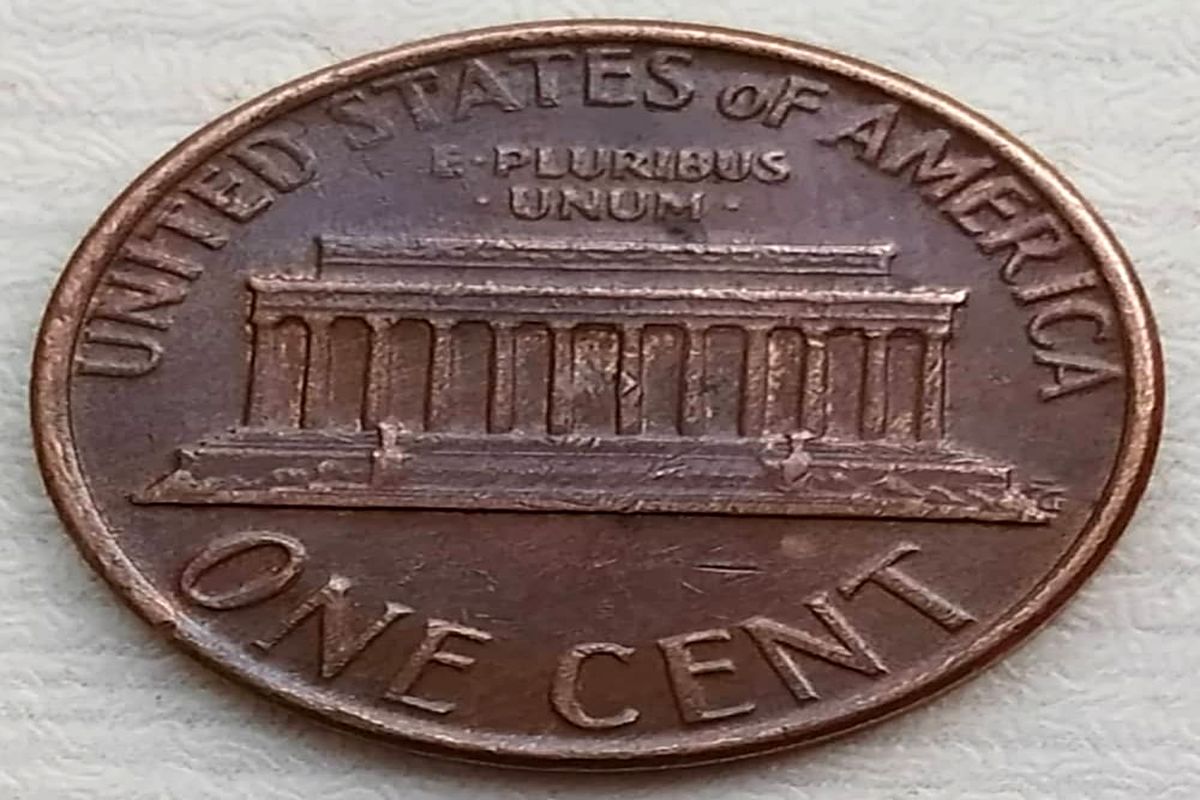 UNITED STATES oF AMERICA
E·PLURIBUS
·UNUM·
ONE CENT